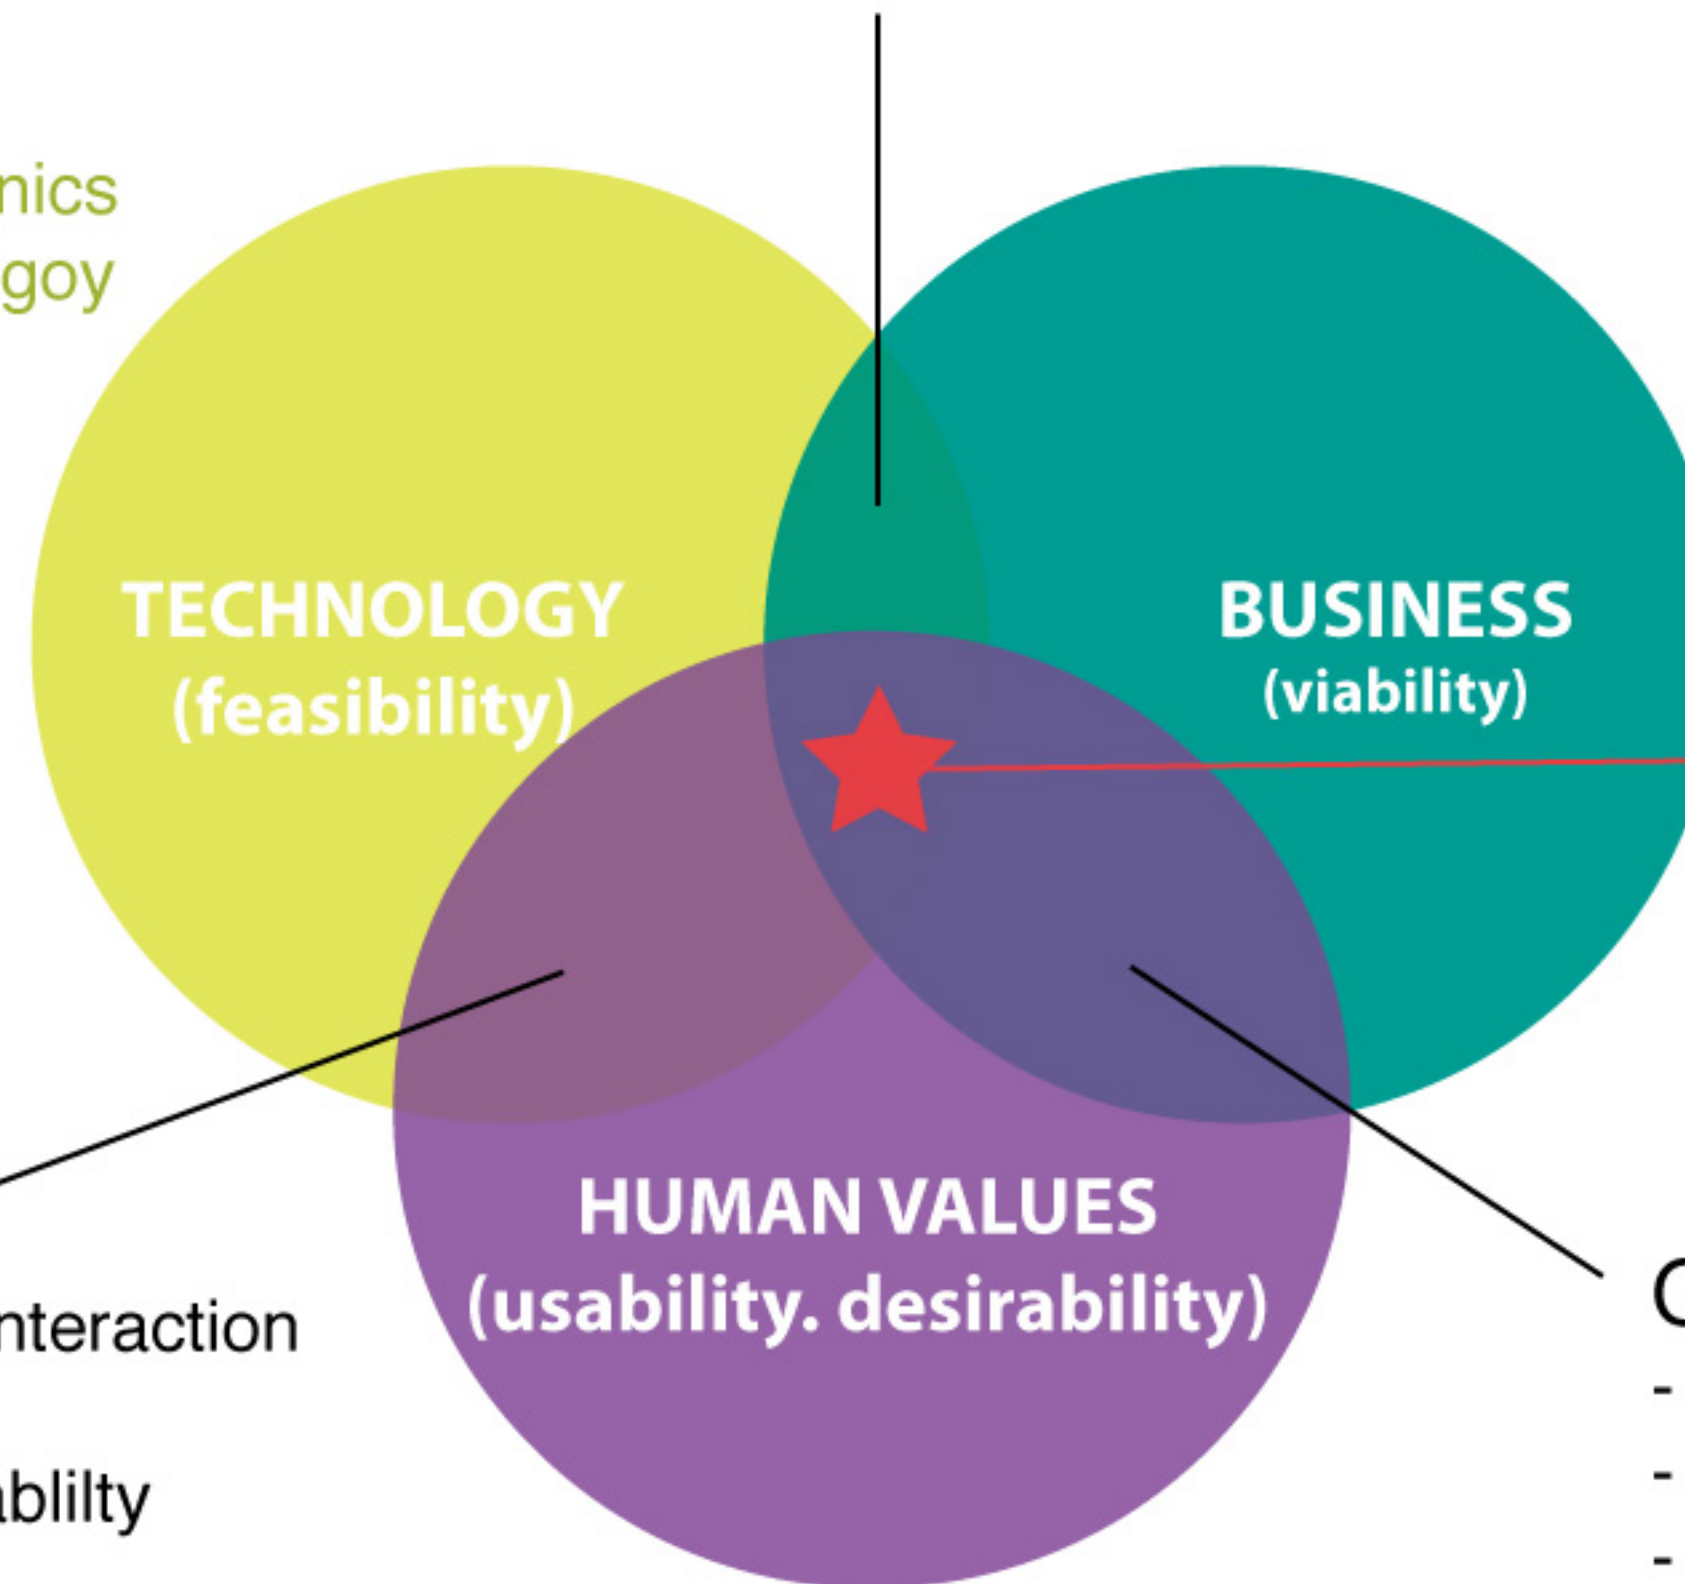 nics
goy
TECHNOLOGY
(feasibility)
BUSINESS
(viability)
HUMAN VALUES
(usability. desirability)
nteraction
ablilty
-
-
-